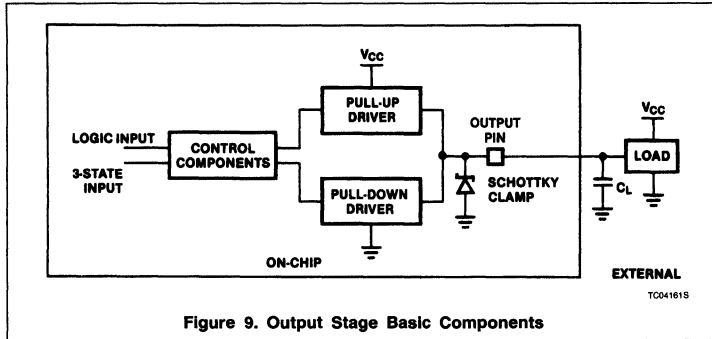 VCC
PULL-UP
DRIVER
LOGIC INPUT
3-STATE
INPUT
CONTROL
COMPONENTS
OUTPUT
PIN
VCC
LOAD
PULL-DOWN
DRIVER
SCHOTTKY
CLAMP
CL
ON-CHIP
EXTERNAL
TC04161S
Figure 9. Output Stage Basic Components